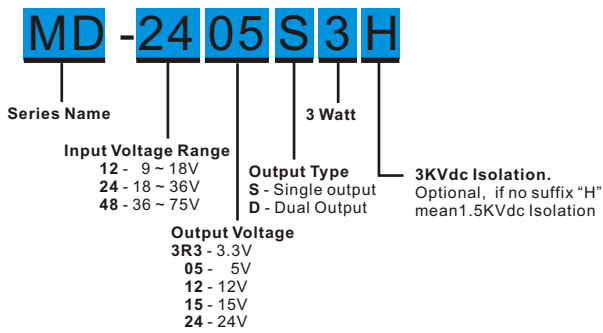 MD -2405S3H
Series Name
3 Watt
Input Voltage Range
12 - 9 ~ 18V
24 - 18 ~ 36V
48 - 36 ~ 75V
Output Type
S - Single output
D - Dual Output
3KVdc Isolation.
Optional, if no suffix “H”
mean1.5KVdc Isolation
Output Voltage
3R3 - 3.3V
05 - 5V
12 - 12V
15 - 15V
24 - 24V